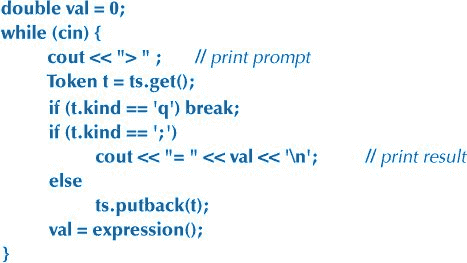 double val = 0;
while (cin) {
cout << "> " ; // print prompt
Token t = ts.get();
if (t.kind == 'q') break;
if (t.kind == ';')
cout << "= " << val << '\n'; // print result
else
ts.putback(t);
val = expression();
}